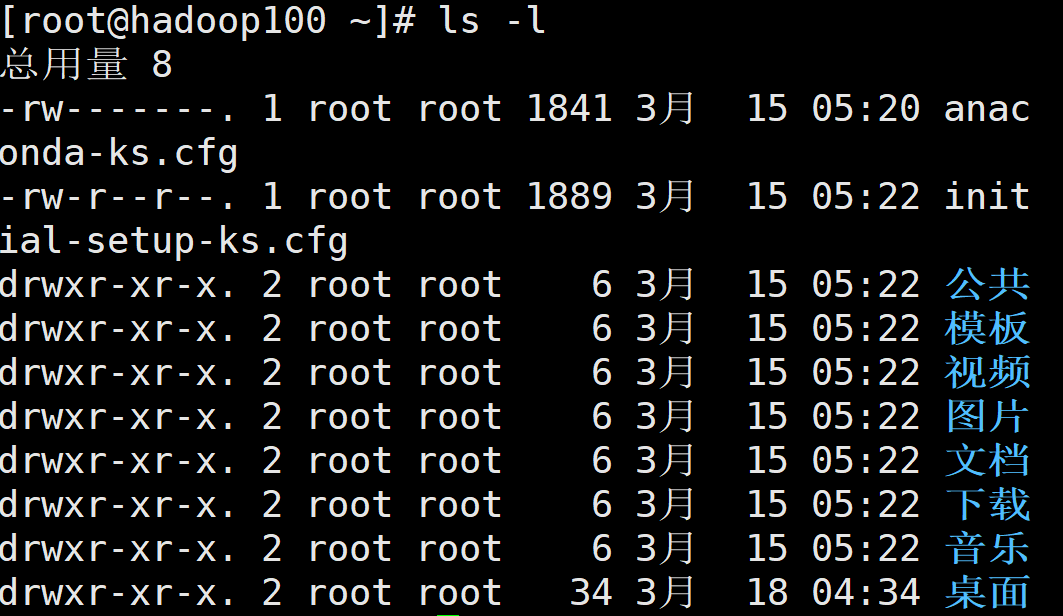 [root@hadoop100 ~]# ls -l
总用量 8
-rw-------. 1 root root 1841 3月  15 05:20 anac
onda-ks.cfg
-rw-r--r--. 1 root root 1889 3月  15 05:22 init
ial-setup-ks.cfg
drwxr-xr-x. 2 root root    6 3月  15 05:22 公共
drwxr-xr-x. 2 root root    6 3月  15 05:22 模板
drwxr-xr-x. 2 root root    6 3月  15 05:22 视频
drwxr-xr-x. 2 root root    6 3月  15 05:22 图片
drwxr-xr-x. 2 root root    6 3月  15 05:22 文档
drwxr-xr-x. 2 root root    6 3月  15 05:22 下载
drwxr-xr-x. 2 root root    6 3月  15 05:22 音乐
drwxr-xr-x. 2 root root   34 3月  18 04:34 桌面